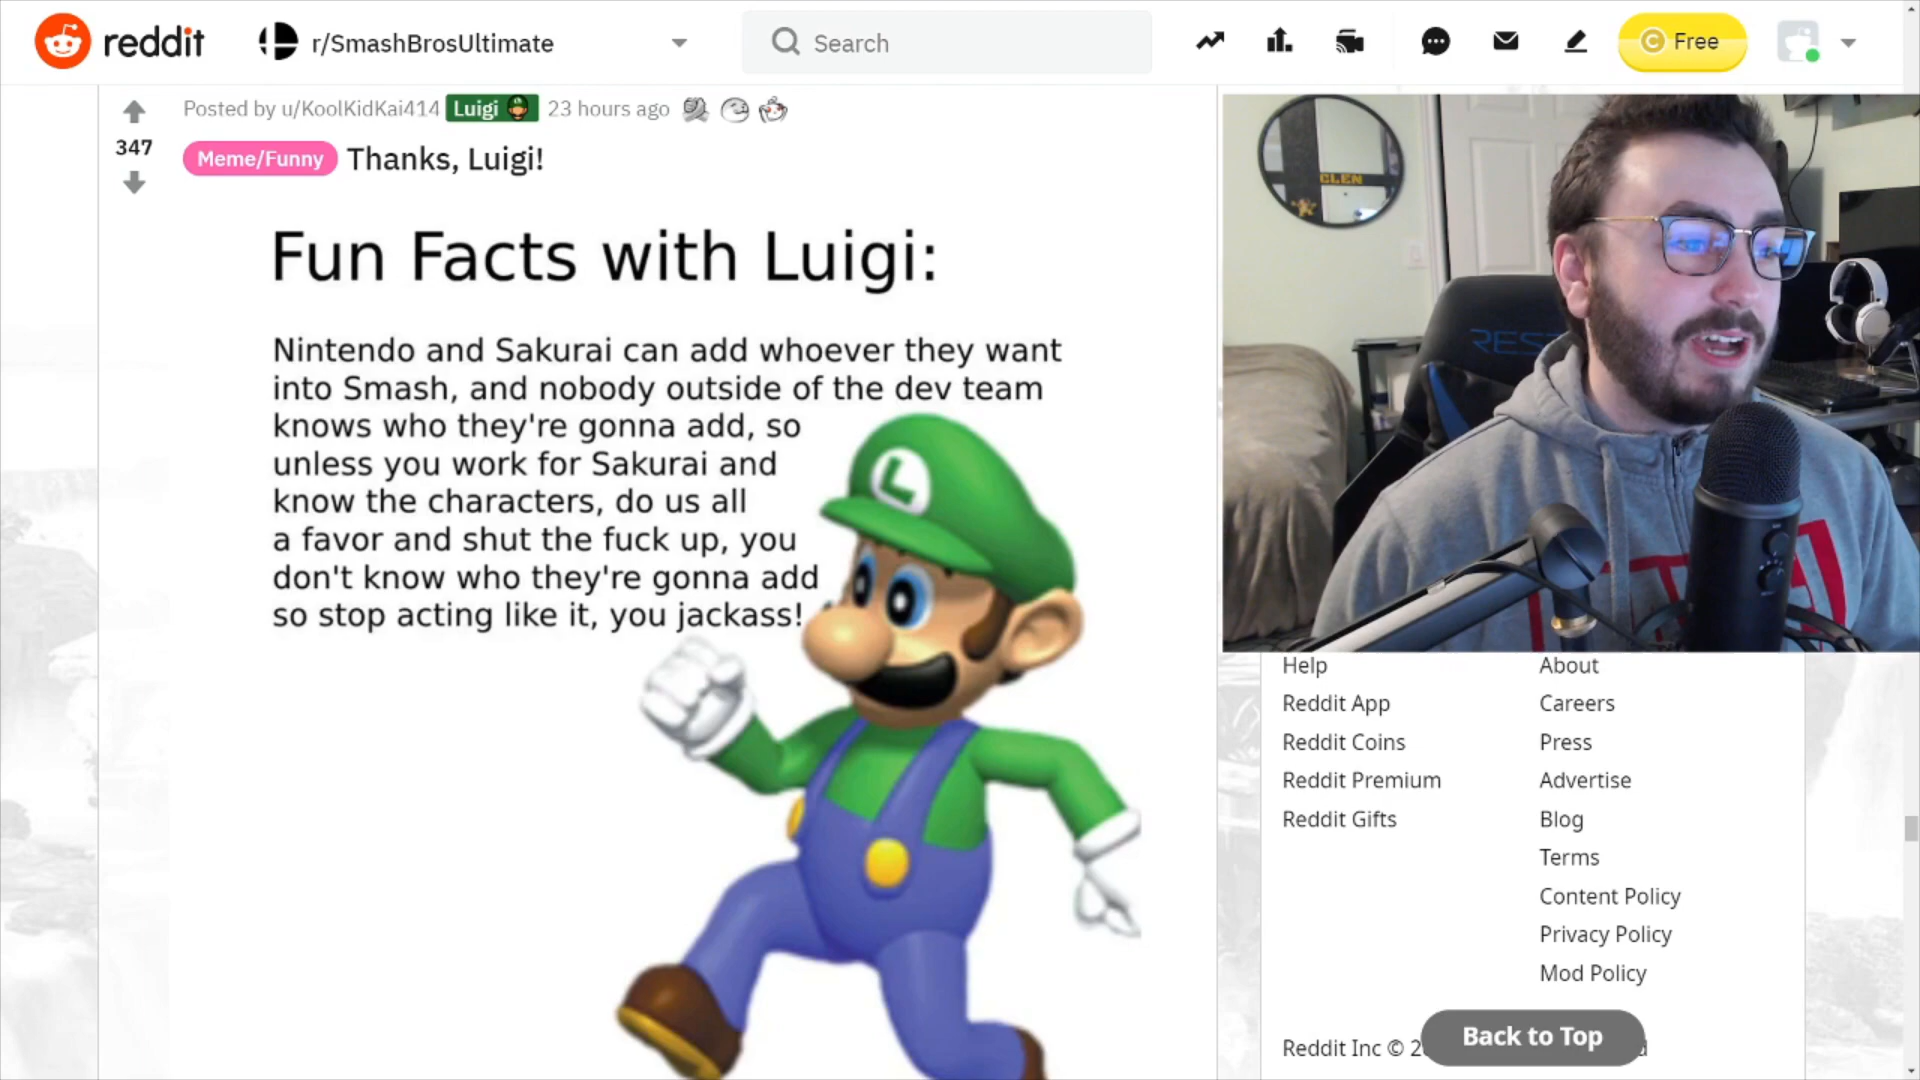 reddit
r/SmashBrosUltimate
Search
Free
Posted by u/KoolKidKai414 Luigi 23 hours ago
347
Meme/Funny Thanks, Luigi!
Fun Facts with Luigi:
Nintendo and Sakurai can add whoever they want
into Smash, and nobody outside of the dev team
knows who they're gonna add, so
unless you work for Sakurai and
know the characters, do us all
a favor and shut the fuck up, you
don't know who they're gonna add
so stop acting like it, you jackass!
L
CLEN
Help
Reddit App
Reddit Coins
Reddit Premium
Reddit Gifts
About
Careers
Press
Advertise
Blog
Terms
Content Policy
Privacy Policy
Mod Policy
Reddit Inc ©
Back to Top